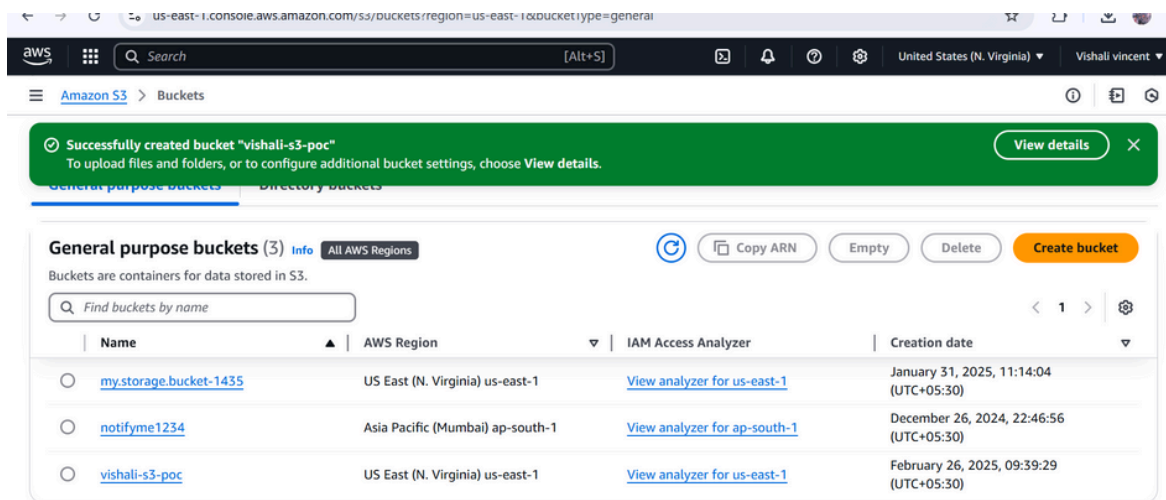 us-east-1.console.aws.amazon.com/s3/buckets?region=us-east-1&bucketType=general
aws Search [Alt+S] United States (N. Virginia) ▼ Vishali vincent ▼
Amazon S3 > Buckets
Successfully created bucket "vishali-s3-poc"
To upload files and folders, or to configure additional bucket settings, choose View details.
View details
General purpose buckets Directory buckets
General purpose buckets (3) Info All AWS Regions Copy ARN Empty Delete Create bucket
Buckets are containers for data stored in S3.
Find buckets by name < 1 >
Name AWS Region IAM Access Analyzer Creation date
my.storage.bucket-1435 US East (N. Virginia) us-east-1 View analyzer for us-east-1 January 31, 2025, 11:14:04
(UTC+05:30)
notifyme1234 Asia Pacific (Mumbai) ap-south-1 View analyzer for ap-south-1 December 26, 2024, 22:46:56
(UTC+05:30)
vishali-s3-poc US East (N. Virginia) us-east-1 View analyzer for us-east-1 February 26, 2025, 09:39:29
(UTC+05:30)